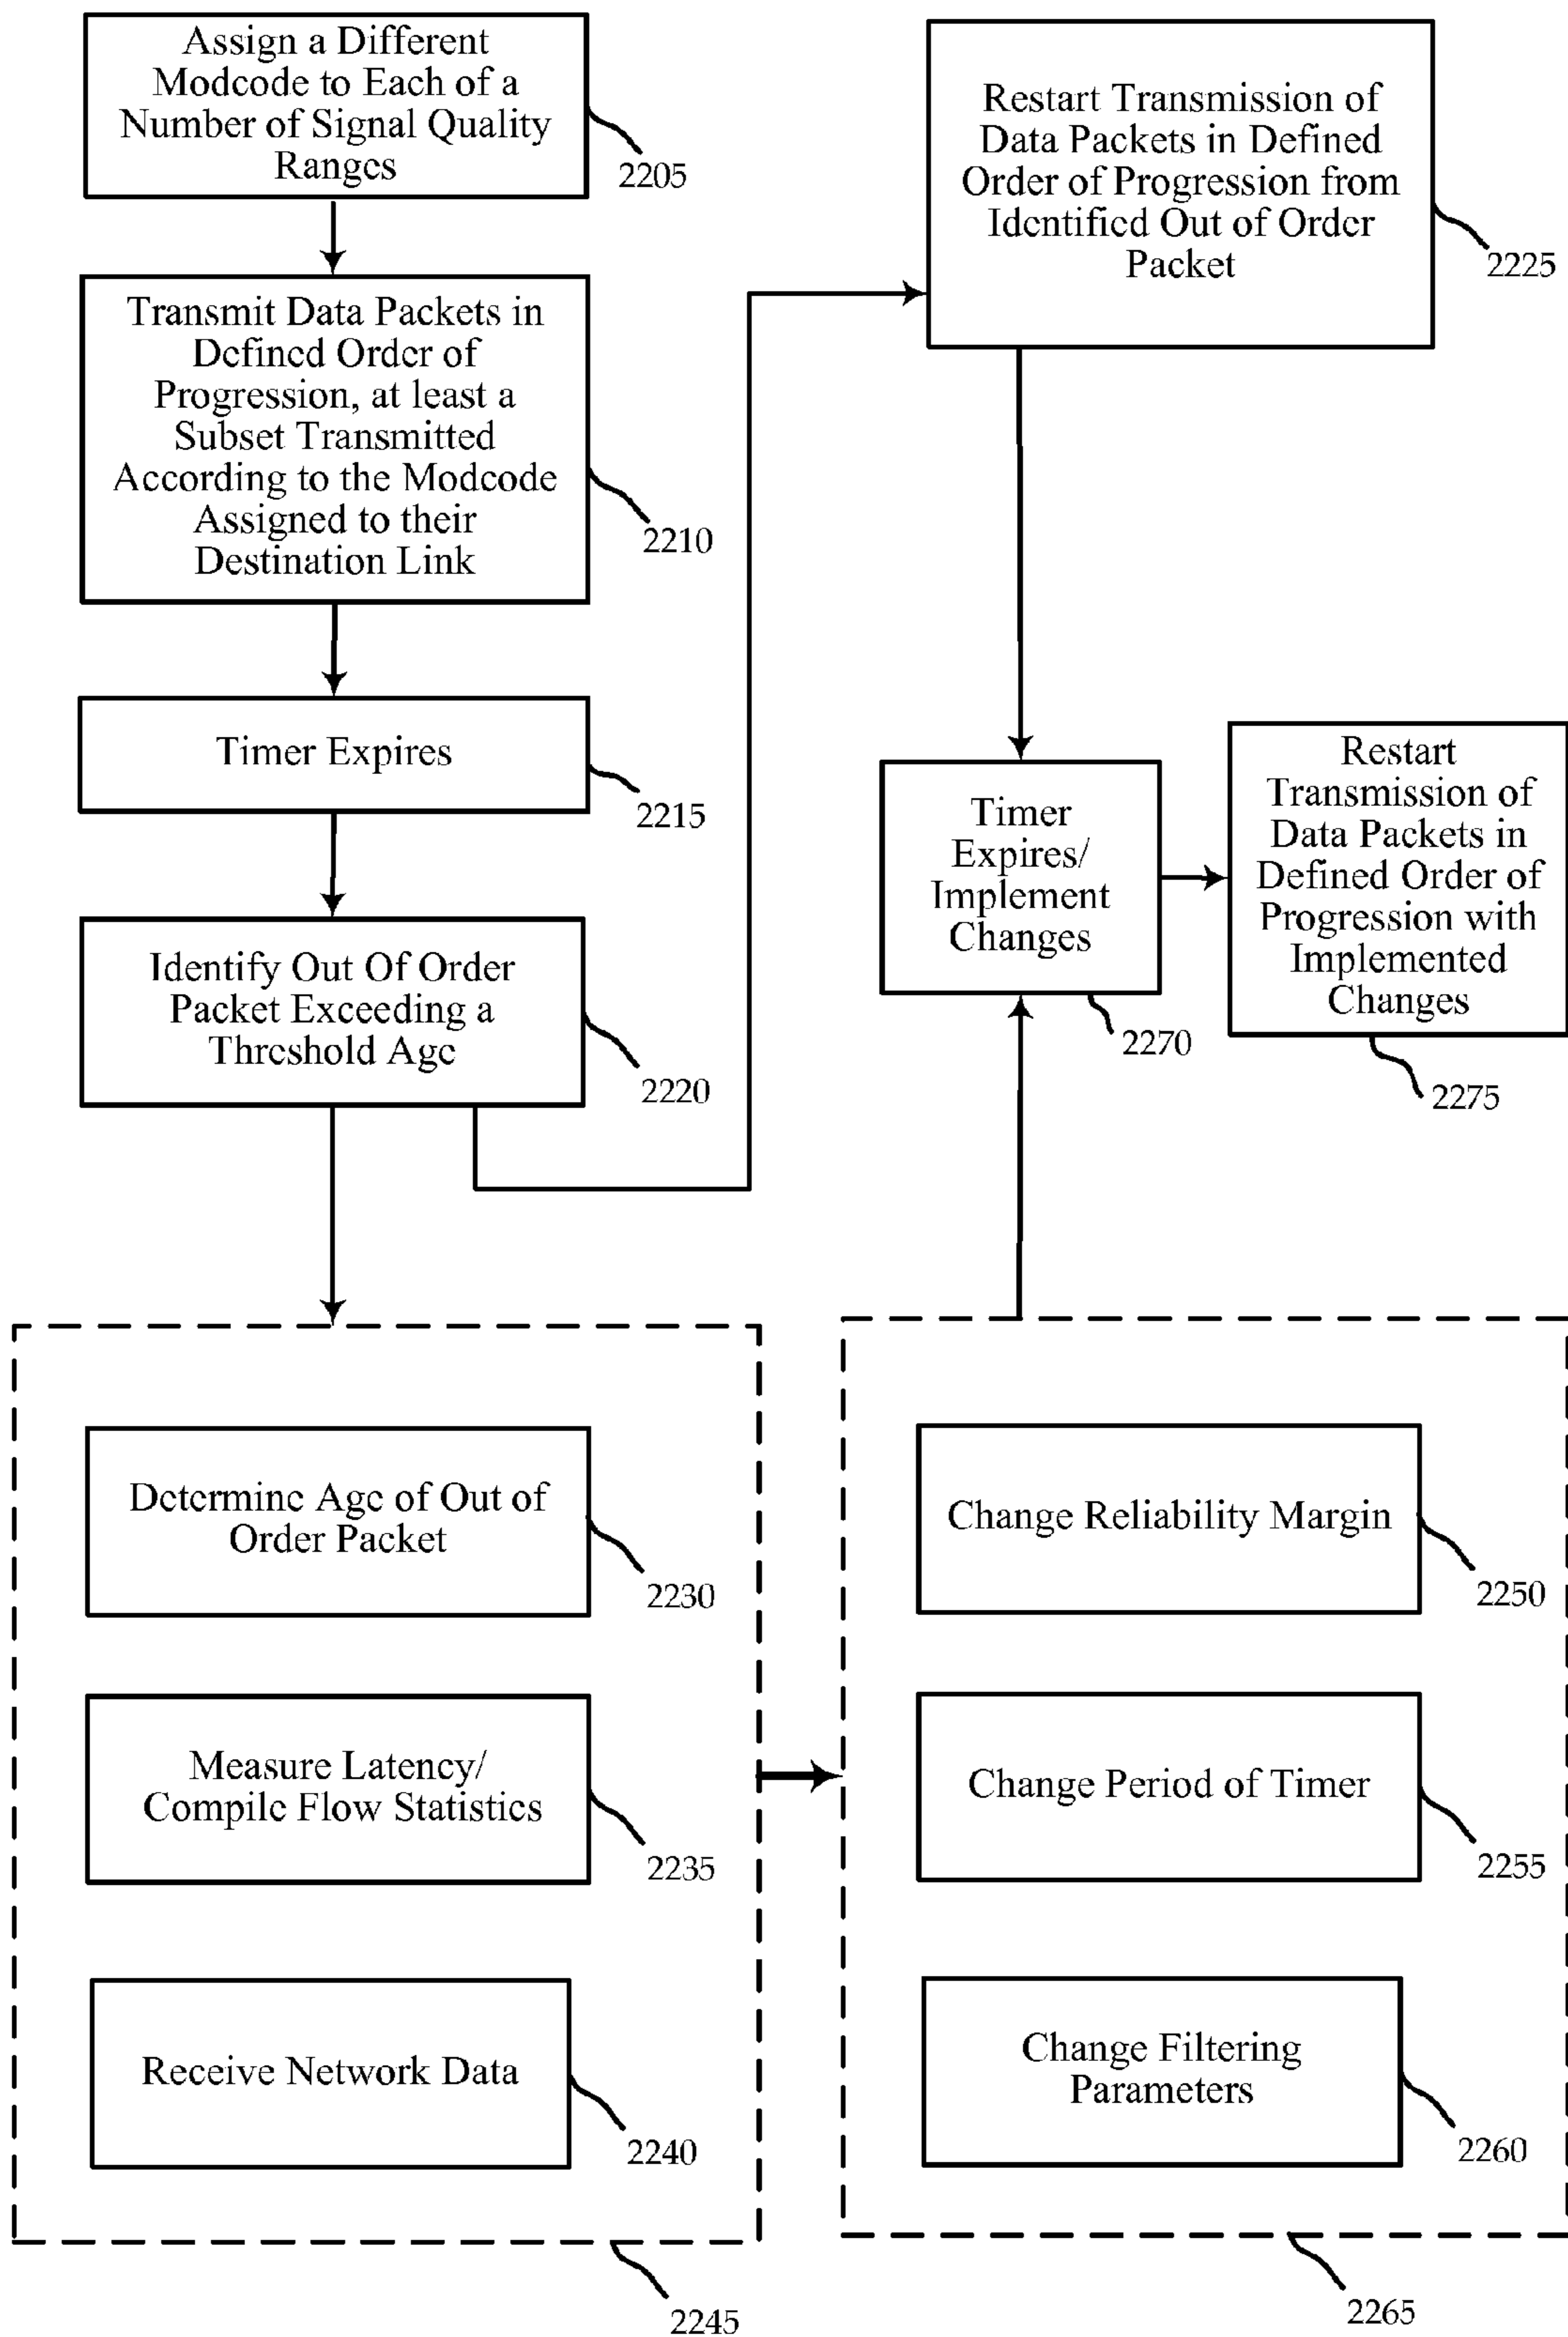 Assign a Different
Modcode to Each of a
Number of Signal Quality
Ranges
2205
Transmit Data Packets in
Defined Order of
Progression, at least a
Subset Transmitted
According to the Modcode
Assigned to their
Destination Link
2210
Timer Expires
2215
Identify Out Of Order
Packet Exceeding a
Threshold Age
2220
Restart Transmission of
Data Packets in Defined
Order of Progression from
Identified Out of Order
Packet
2225
Timer
Expires/
Implement
Changes
2270
Restart
Transmission of
Data Packets in
Defined Order of
Progression with
Implemented
Changes
2275
Determine Age of Out of
Order Packet
2230
Measure Latency/
Compile Flow Statistics
2235
Receive Network Data
2240
2245
Change Reliability Margin
2250
Change Period of Timer
2255
Change Filtering
Parameters
2260
2265